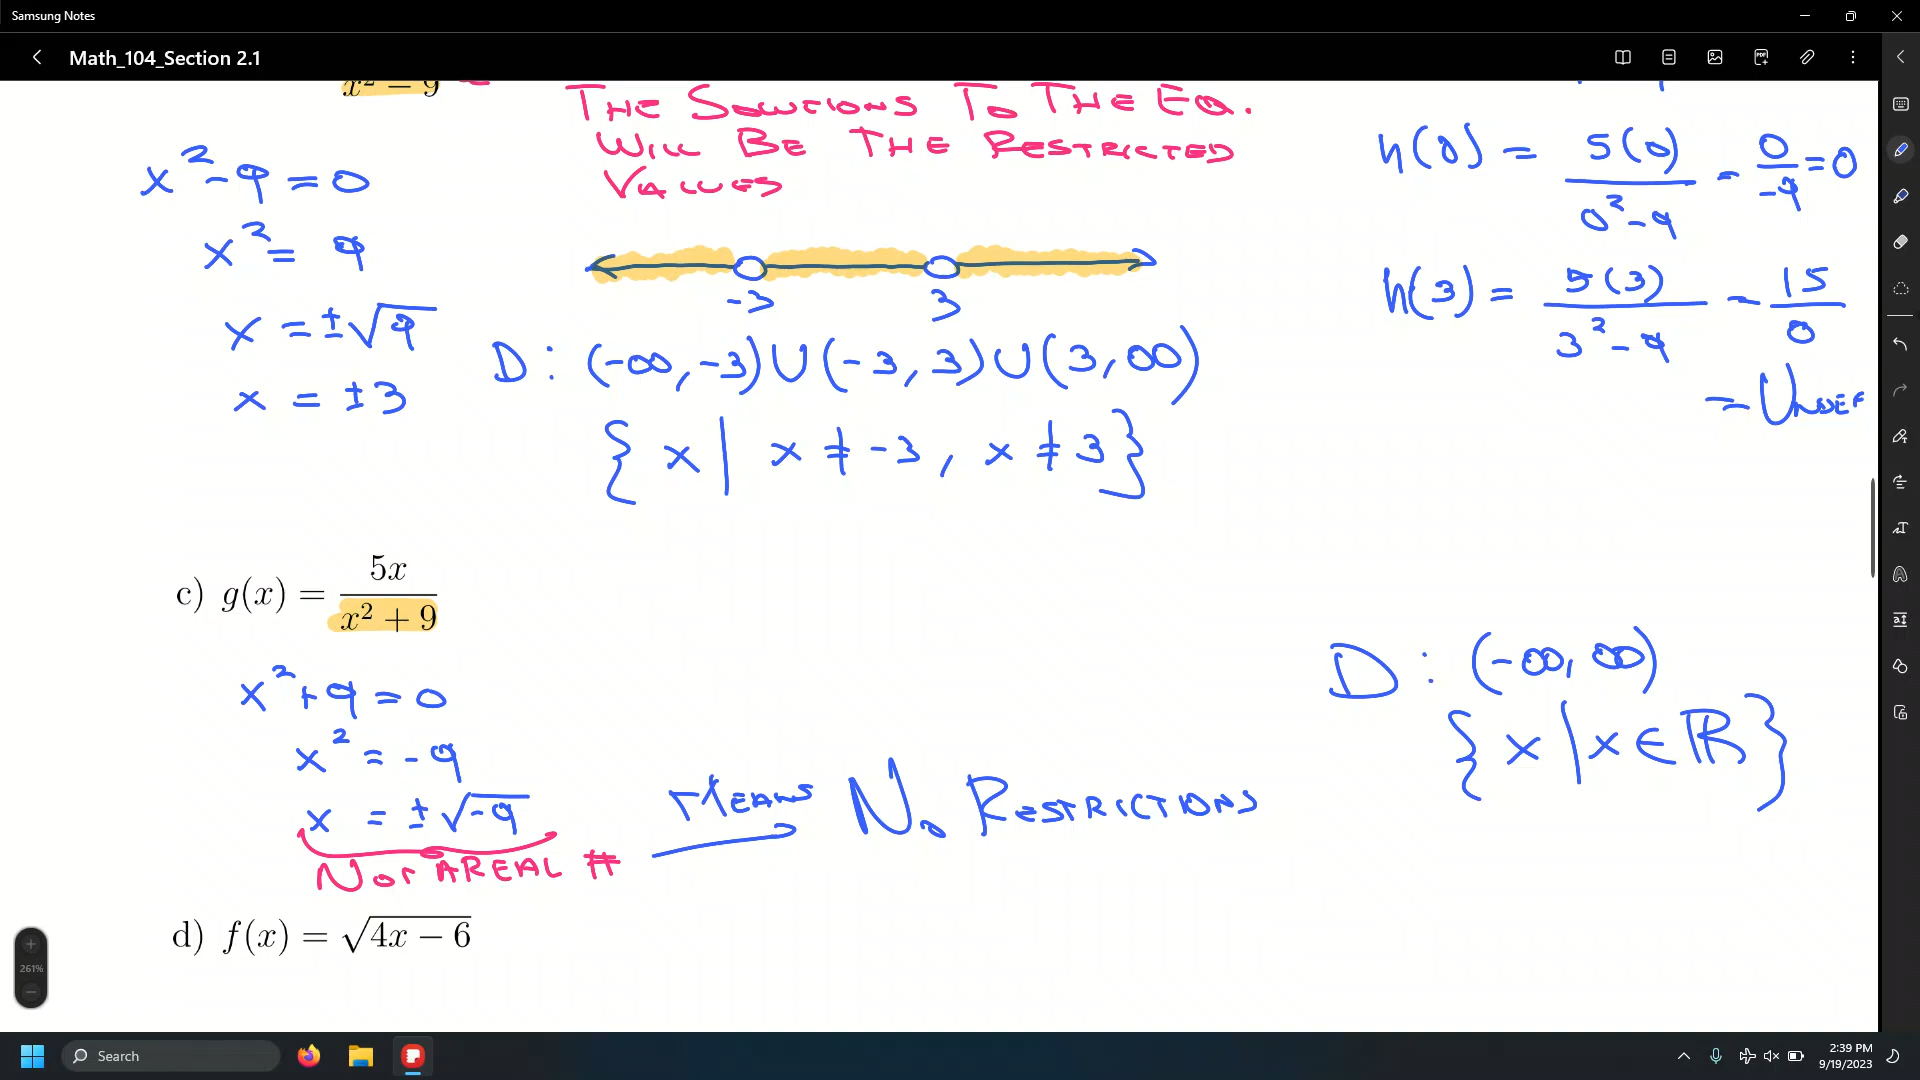 Samsung Notes
Math_104_Section 2.1
x² − 9
THE SOLUTIONS TO THE EQ.
WILL BE THE RESTRICTED
VALUES
x² - 9 = 0
x² = 9
x = ±√9
x = ±3
-3 3
D : (-∞, -3) ∪ (-3, 3) ∪ (3, ∞)
{ x | x ≠ -3, x ≠ 3 }
h(0) = 5(0) / 0² - 9 = 0 / -9 = 0
h(3) = 5(3) / 3² - 9 = 15 / 0
= UNDEF
c) g(x) = 5x / x² + 9
x² + 9 = 0
x² = -9
x = ±√-9
NOT A REAL #
MEANS NO RESTRICTIONS
D : (-∞, ∞)
{ x | x ∈ ℝ }
d) f(x) = √4x − 6
261%
Search
2:39 PM
9/19/2023